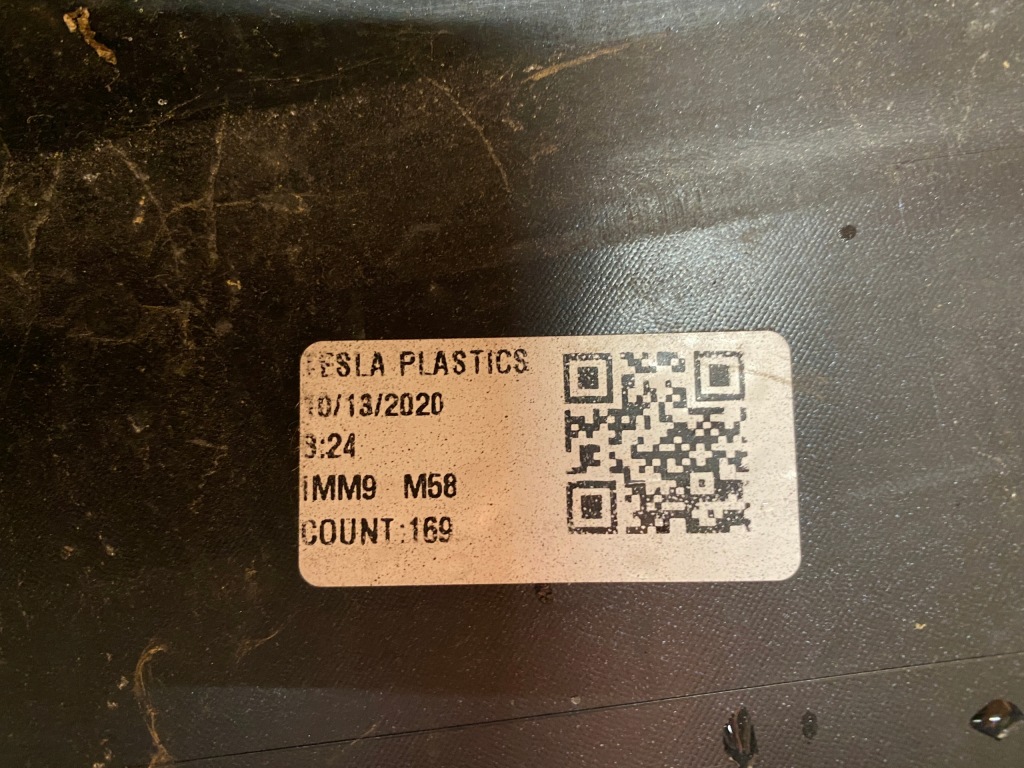 TESLA PLASTICS
10/13/2020
3:24
IMM9 M58
COUNT:169